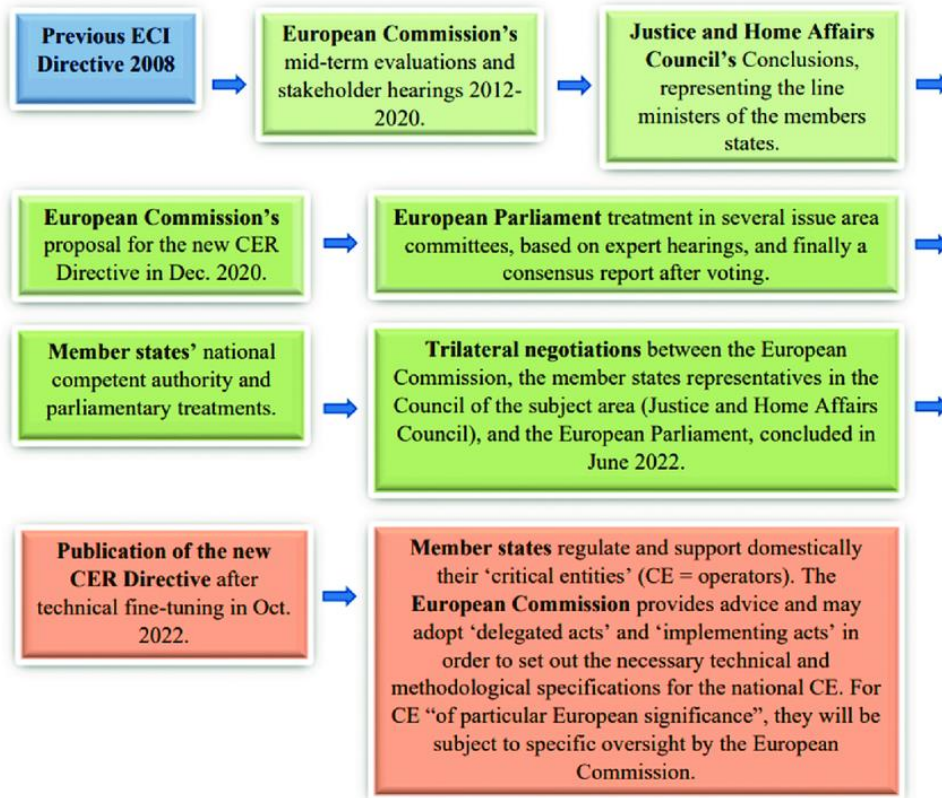 Previous ECI
Directive 2008
European Commission's
mid-term evaluations and
stakeholder hearings 2012-
2020.
Justice and Home Affairs
Council's Conclusions,
representing the line
ministers of the members
states.
European Commission's
proposal for the new CER
Directive in Dec. 2020.
European Parliament treatment in several issue area
committees, based on expert hearings, and finally a
consensus report after voting.
Member states' national
competent authority and
parliamentary treatments.
Trilateral negotiations between the European
Commission, the member states representatives in the
Council of the subject area (Justice and Home Affairs
Council), and the European Parliament, concluded in
June 2022.
Publication of the new
CER Directive after
technical fine-tuning in Oct.
2022.
Member states regulate and support domestically
their ‘critical entities’ (CE = operators). The
European Commission provides advice and may
adopt ‘delegated acts’ and ‘implementing acts’ in
order to set out the necessary technical and
methodological specifications for the national CE. For
CE “of particular European significance”, they will be
subject to specific oversight by the European
Commission.